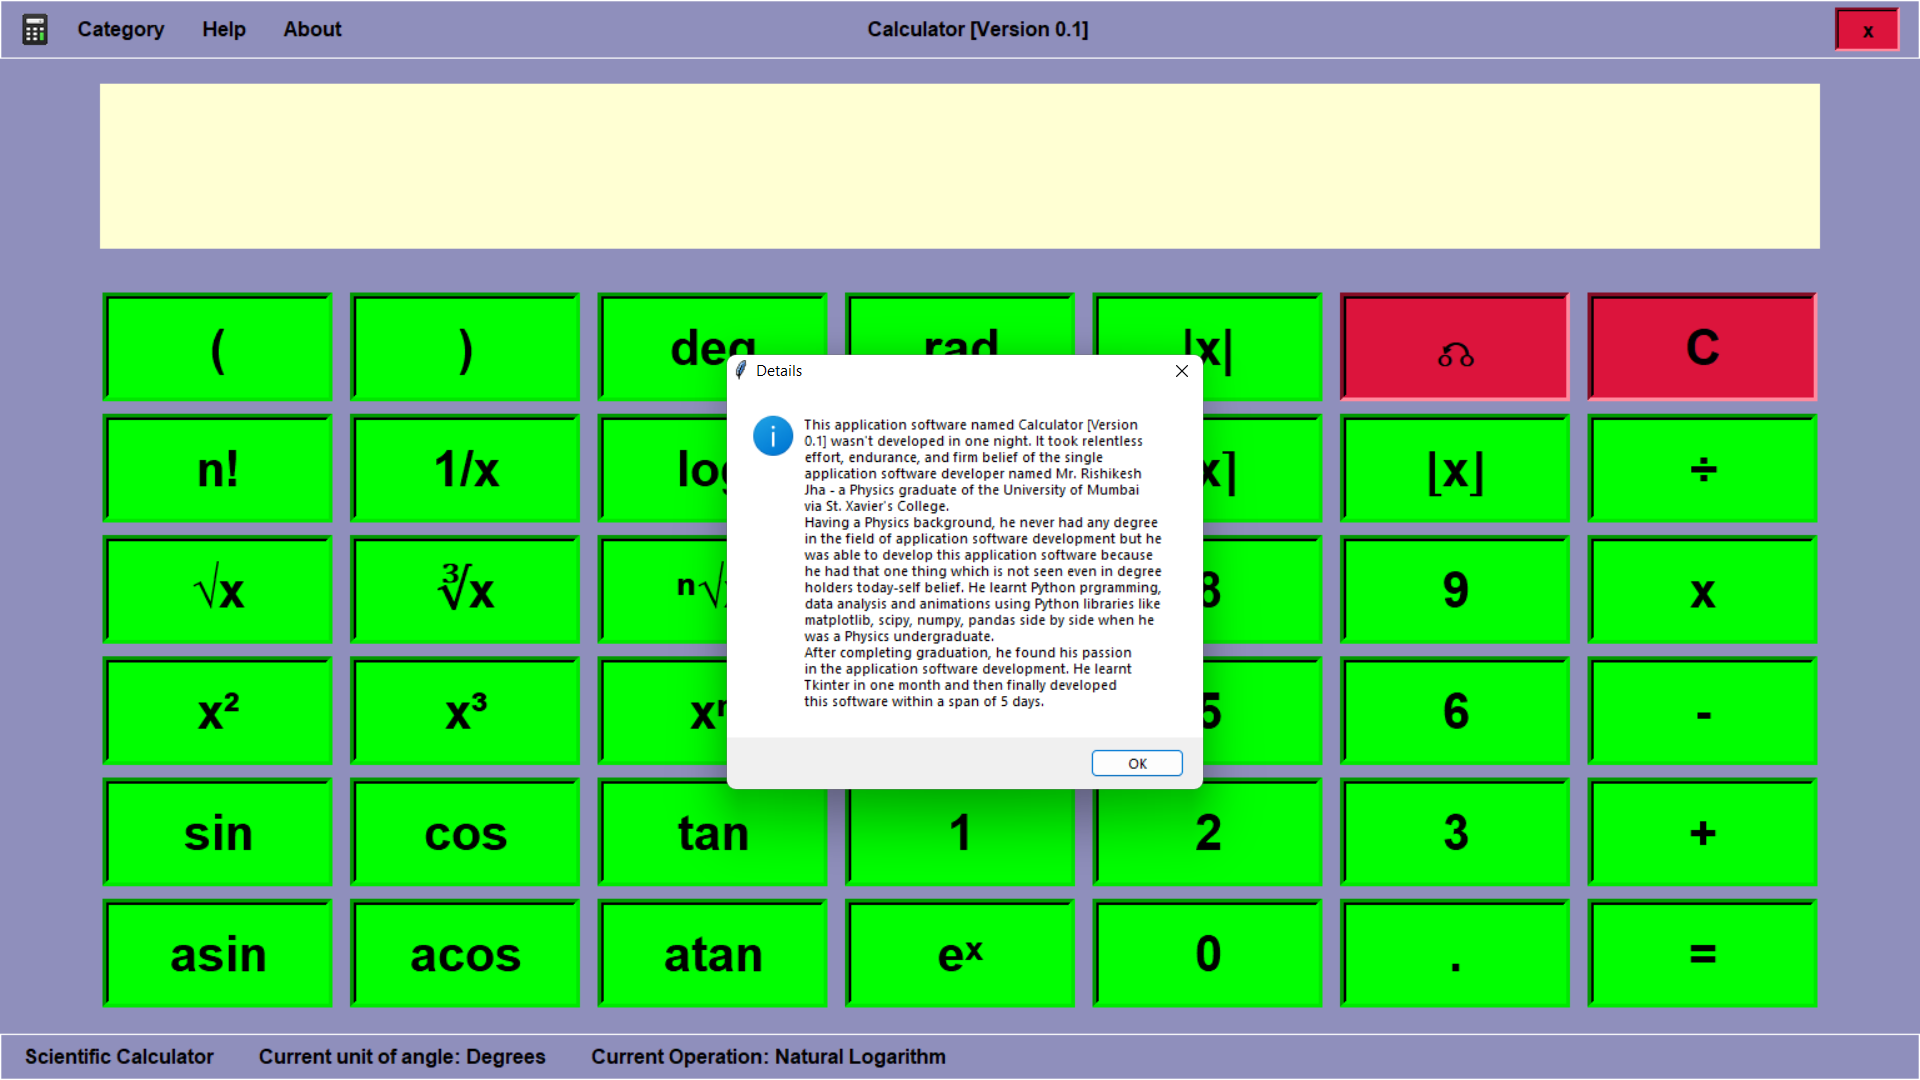 Category Help About Calculator [Version 0.1] x
( ) deg rad |x| C
Details
This application software named Calculator [Version
0.1] wasn't developed in one night. It took relentless
effort, endurance, and firm belief of the single
application software developer named Mr. Rishikesh
Jha - a Physics graduate of the University of Mumbai
via St. Xavier's College.
Having a Physics background, he never had any degree
in the field of application software development but he
was able to develop this application software because
he had that one thing which is not seen even in degree
holders today-self belief. He learnt Python prgramming,
data analysis and animations using Python libraries like
matplotlib, scipy, numpy, pandas side by side when he
was a Physics undergraduate.
After completing graduation, he found his passion
in the application software development. He learnt
Tkinter in one month and then finally developed
this software within a span of 5 days.
OK
n! 1/x log x⌉ ⌊x⌋ ÷
√x ∛x ⁿ√ 8 9 x
x² x³ xⁿ 5 6 -
sin cos tan 1 2 3 +
asin acos atan eˣ 0 . =
Scientific Calculator Current unit of angle: Degrees Current Operation: Natural Logarithm